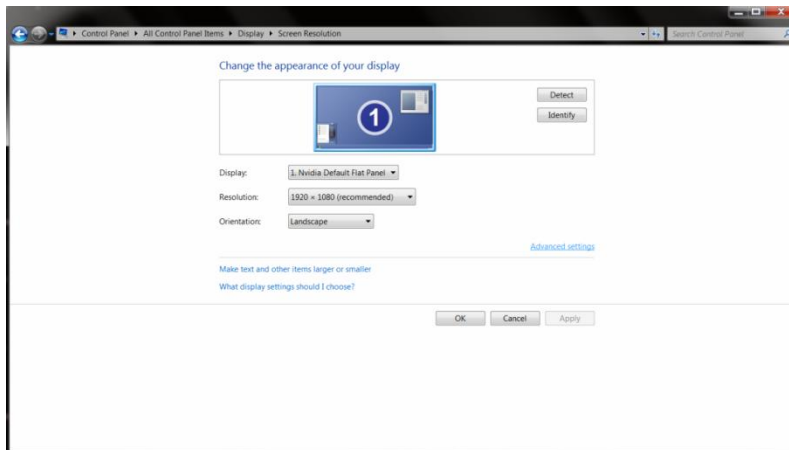 Control Panel ▸ All Control Panel Items ▸ Display ▸ Screen Resolution
Search Control Panel
Change the appearance of your display
1
Detect
Identify
Display: 1. Nvidia Default Flat Panel
Resolution: 1920 × 1080 (recommended)
Orientation: Landscape
Advanced settings
Make text and other items larger or smaller
What display settings should I choose?
OK Cancel Apply